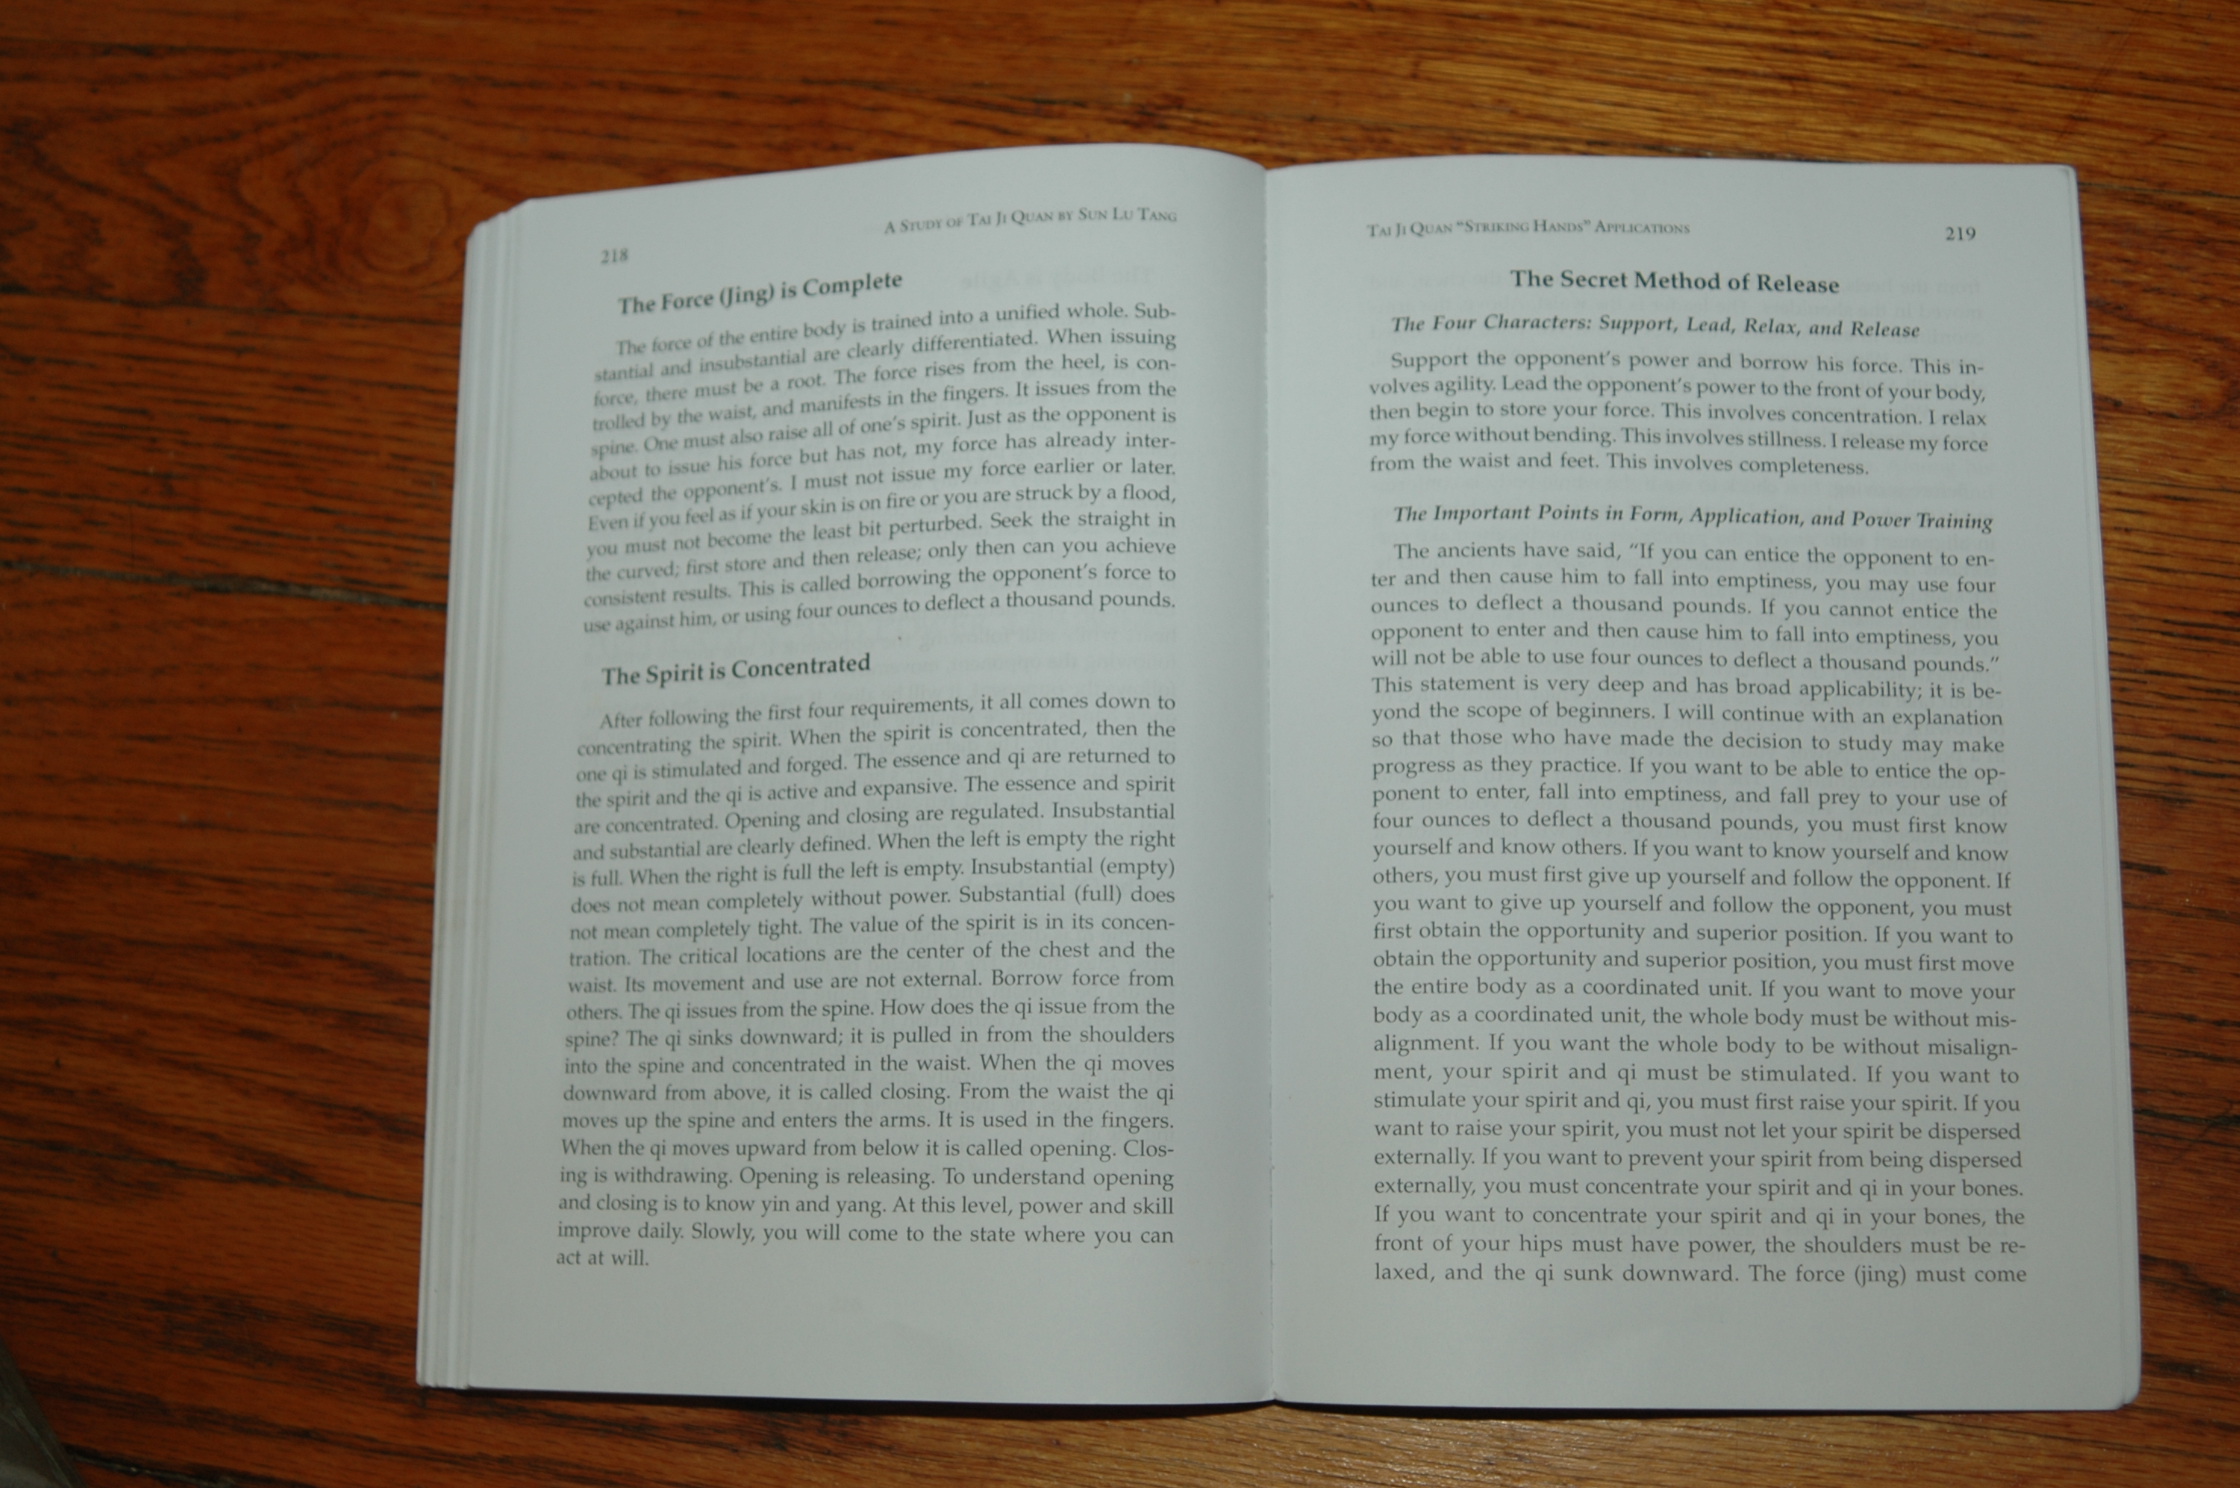 218
A STUDY OF TAI JI QUAN BY SUN LU TANG
The Force (Jing) is Complete
The force of the entire body is trained into a unified whole. Sub-
stantial and insubstantial are clearly differentiated. When issuing
force, there must be a root. The force rises from the heel, is con-
trolled by the waist, and manifests in the fingers. It issues from the
spine. One must also raise all of one's spirit. Just as the opponent is
about to issue his force but has not, my force has already inter-
cepted the opponent's. I must not issue my force earlier or later.
Even if you feel as if your skin is on fire or you are struck by a flood,
you must not become the least bit perturbed. Seek the straight in
the curved; first store and then release; only then can you achieve
consistent results. This is called borrowing the opponent's force to
use against him, or using four ounces to deflect a thousand pounds.
The Spirit is Concentrated
After following the first four requirements, it all comes down to
concentrating the spirit. When the spirit is concentrated, then the
one qi is stimulated and forged. The essence and qi are returned to
the spirit and the qi is active and expansive. The essence and spirit
are concentrated. Opening and closing are regulated. Insubstantial
and substantial are clearly defined. When the left is empty the right
is full. When the right is full the left is empty. Insubstantial (empty)
does not mean completely without power. Substantial (full) does
not mean completely tight. The value of the spirit is in its concen-
tration. The critical locations are the center of the chest and the
waist. Its movement and use are not external. Borrow force from
others. The qi issues from the spine. How does the qi issue from the
spine? The qi sinks downward; it is pulled in from the shoulders
into the spine and concentrated in the waist. When the qi moves
downward from above, it is called closing. From the waist the qi
moves up the spine and enters the arms. It is used in the fingers.
When the qi moves upward from below it is called opening. Clos-
ing is withdrawing. Opening is releasing. To understand opening
and closing is to know yin and yang. At this level, power and skill
improve daily. Slowly, you will come to the state where you can
act at will.
TAI JI QUAN "STRIKING HANDS" APPLICATIONS
219
The Secret Method of Release
The Four Characters: Support, Lead, Relax, and Release
Support the opponent's power and borrow his force. This in-
volves agility. Lead the opponent's power to the front of your body,
then begin to store your force. This involves concentration. I relax
my force without bending. This involves stillness. I release my force
from the waist and feet. This involves completeness.
The Important Points in Form, Application, and Power Training
The ancients have said, "If you can entice the opponent to en-
ter and then cause him to fall into emptiness, you may use four
ounces to deflect a thousand pounds. If you cannot entice the
opponent to enter and then cause him to fall into emptiness, you
will not be able to use four ounces to deflect a thousand pounds."
This statement is very deep and has broad applicability; it is be-
yond the scope of beginners. I will continue with an explanation
so that those who have made the decision to study may make
progress as they practice. If you want to be able to entice the op-
ponent to enter, fall into emptiness, and fall prey to your use of
four ounces to deflect a thousand pounds, you must first know
yourself and know others. If you want to know yourself and know
others, you must first give up yourself and follow the opponent. If
you want to give up yourself and follow the opponent, you must
first obtain the opportunity and superior position. If you want to
obtain the opportunity and superior position, you must first move
the entire body as a coordinated unit. If you want to move your
body as a coordinated unit, the whole body must be without mis-
alignment. If you want the whole body to be without misalign-
ment, your spirit and qi must be stimulated. If you want to
stimulate your spirit and qi, you must first raise your spirit. If you
want to raise your spirit, you must not let your spirit be dispersed
externally. If you want to prevent your spirit from being dispersed
externally, you must concentrate your spirit and qi in your bones.
If you want to concentrate your spirit and qi in your bones, the
front of your hips must have power, the shoulders must be re-
laxed, and the qi sunk downward. The force (jing) must come